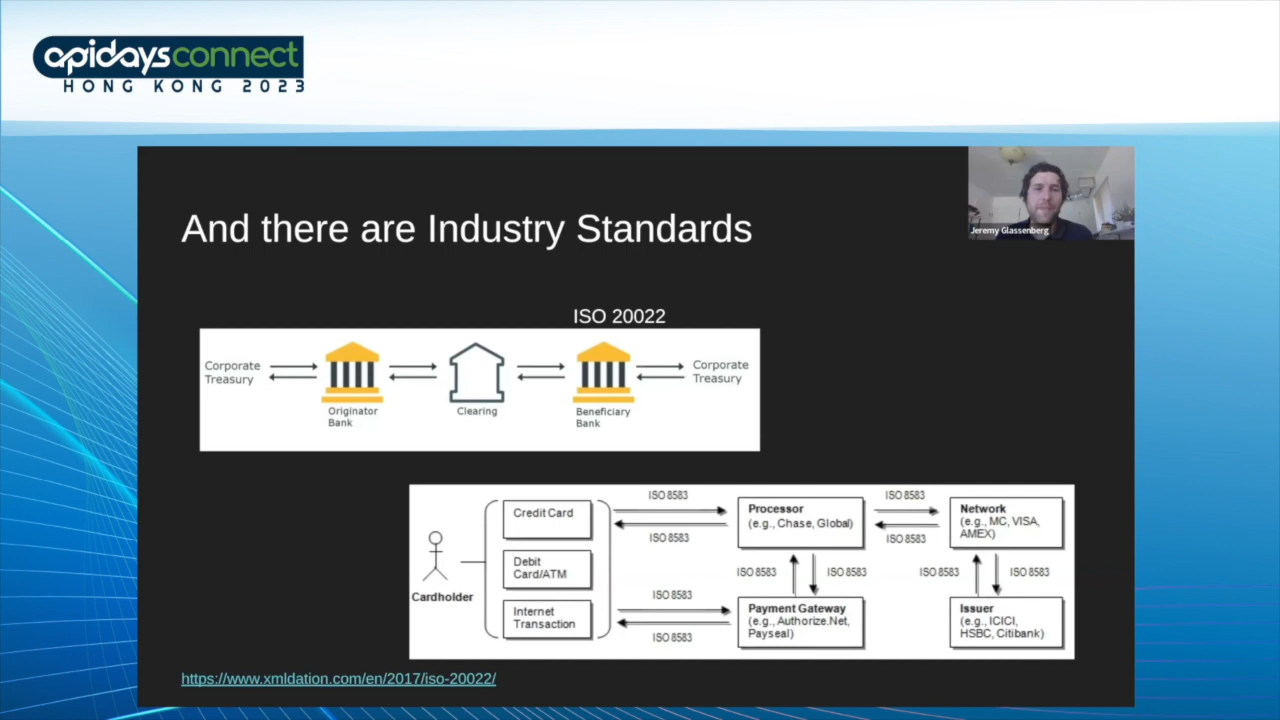 apidays connect
HONG KONG 2023
Jeremy Glassenberg
And there are Industry Standards
ISO 20022
Corporate
Treasury
Originator
Bank
Clearing
Beneficiary
Bank
Corporate
Treasury
Cardholder
Credit Card
Debit
Card/ATM
Internet
Transaction
ISO 8583
ISO 8583
ISO 8583
ISO 8583
Processor
(e.g., Chase, Global)
ISO 8583
ISO 8583
Network
(e.g., MC, VISA,
AMEX)
ISO 8583
ISO 8583
ISO 8583
ISO 8583
Payment Gateway
(e.g., Authorize.Net,
Payseal)
Issuer
(e.g., ICICI,
HSBC, Citibank)
https://www.xmldation.com/en/2017/iso-20022/